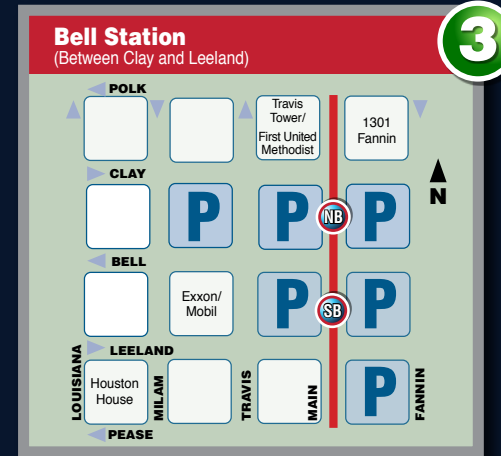 Bell Station
(Between Clay and Leeland)
3
POLK
Travis
Tower/
First United
Methodist
1301
Fannin
CLAY
N
P
P
NB
P
BELL
Exxon/
Mobil
P
SB
P
LEELAND
LOUISIANA
Houston
House
MILAM
TRAVIS
MAIN
P
FANNIN
PEASE